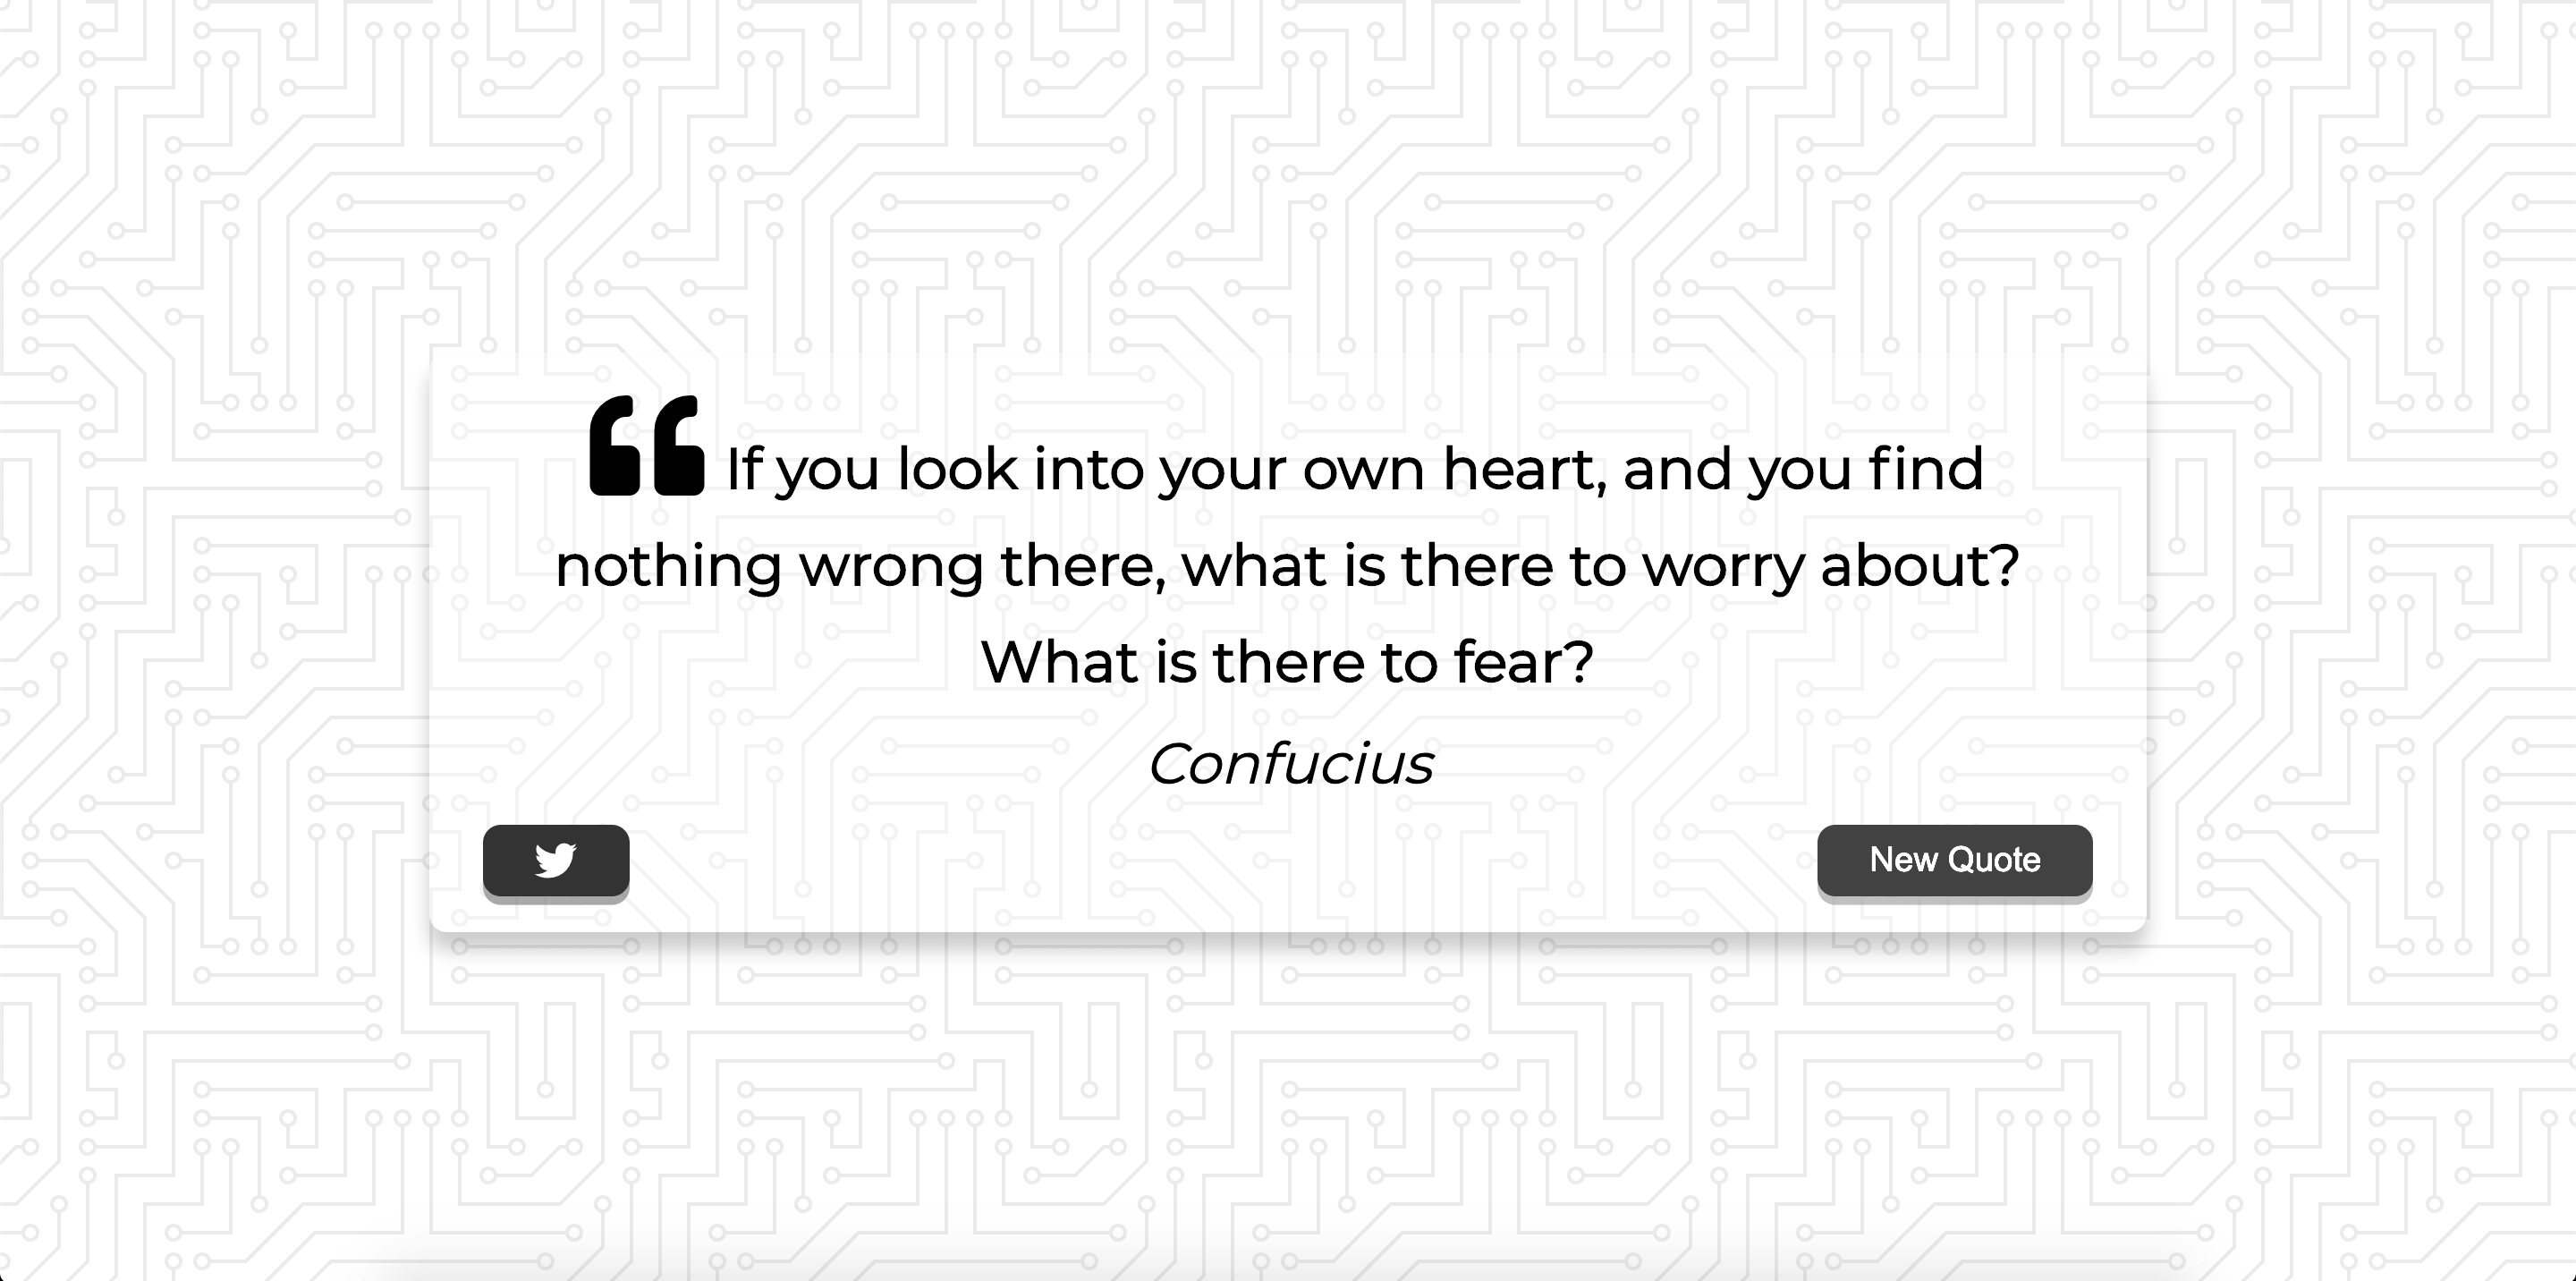 If you look into your own heart, and you find
nothing wrong there, what is there to worry about?
What is there to fear?
Confucius
New Quote